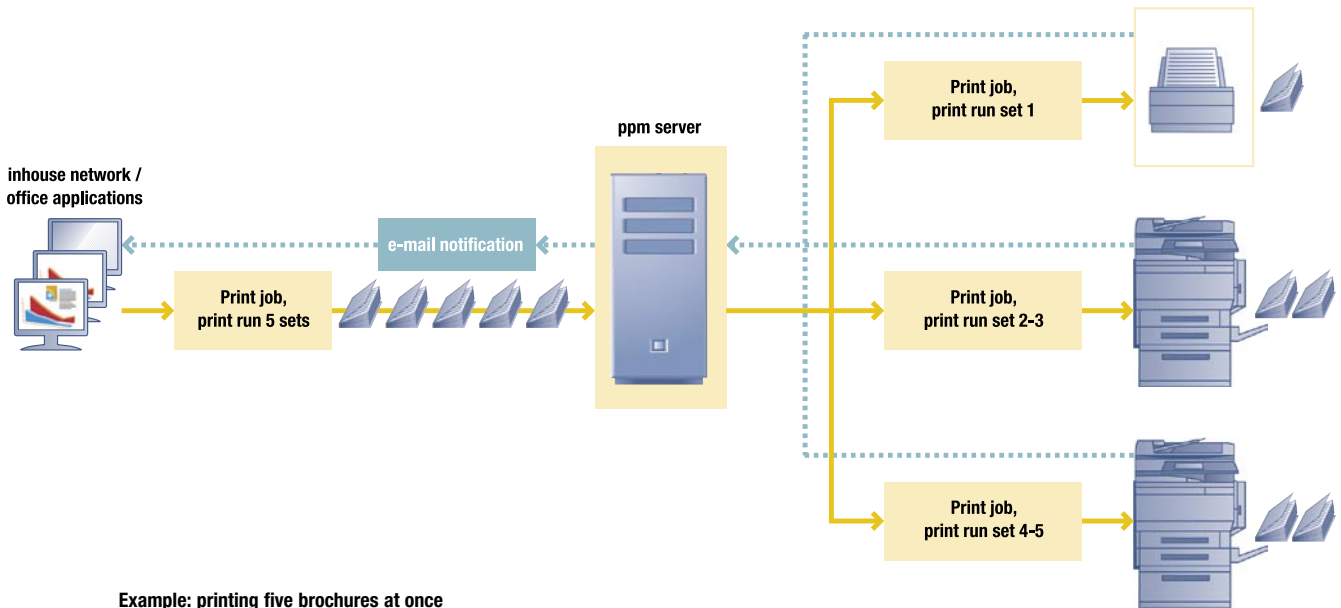 inhouse network /
office applications
Print job,
print run 5 sets
e-mail notification
ppm server
Print job,
print run set 1
Print job,
print run set 2-3
Print job,
print run set 4-5
Example: printing five brochures at once